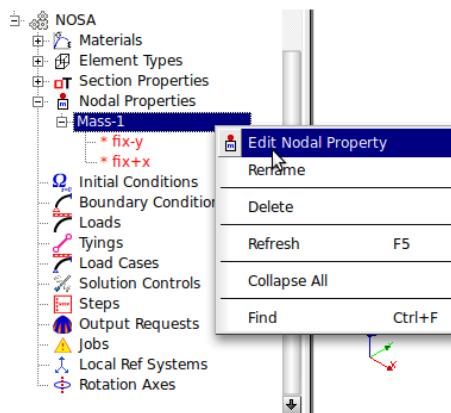 NOSA
Materials
Element Types
Section Properties
Nodal Properties
Mass-1
* fix-y
* fix+x
Initial Conditions
Boundary Condition
Loads
Tyings
Load Cases
Solution Controls
Steps
Output Requests
Jobs
Local Ref Systems
Rotation Axes
Edit Nodal Property
Rename
Delete
Refresh F5
Collapse All
Find Ctrl+F
x